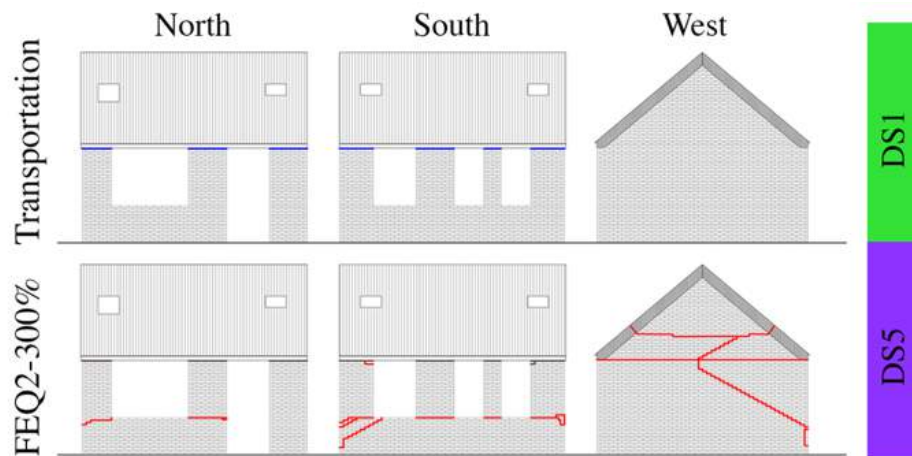 North South West
Transportation
DS1
FEQ2-300%
DS5